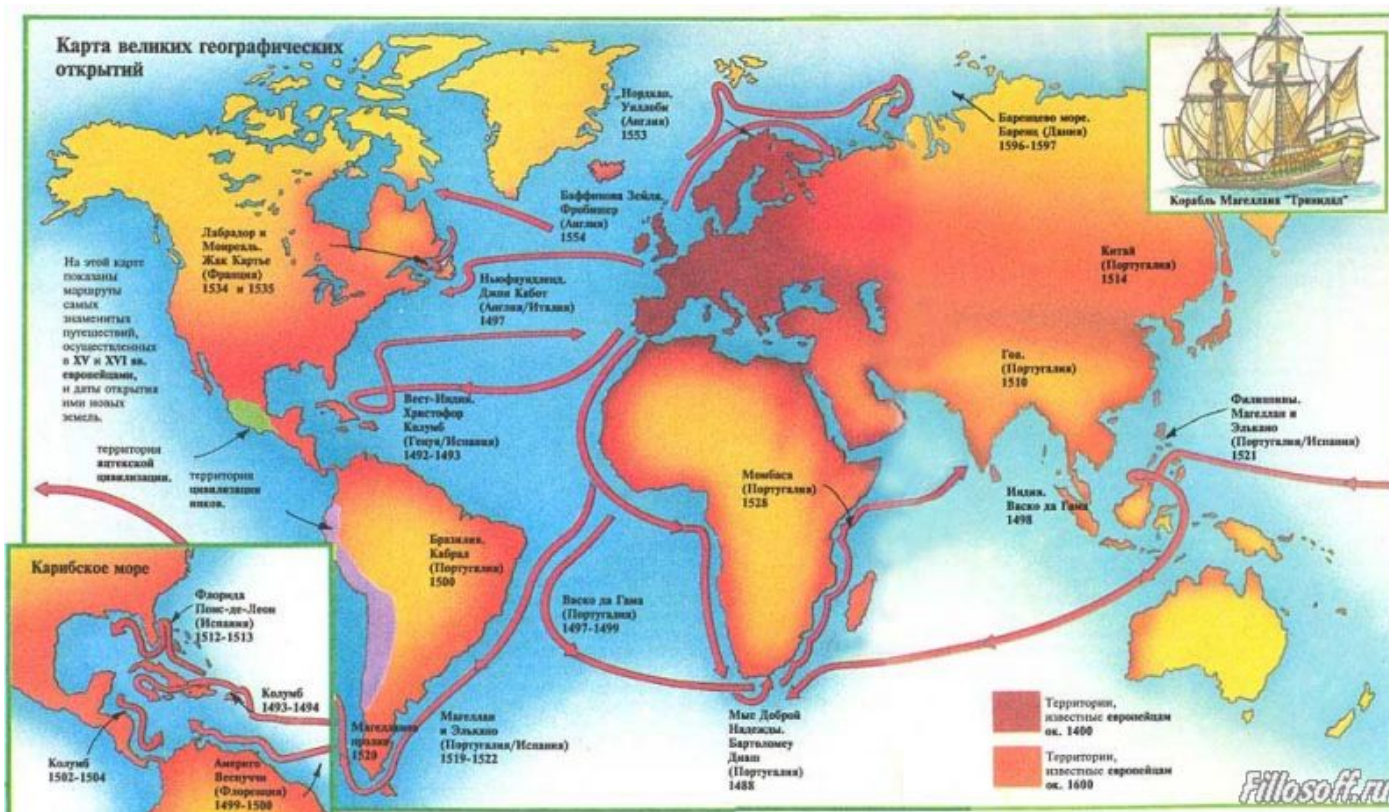 Карта великих географических
открытий
Нордкап.
Уиллоби
(Англия)
1553
Баренцево море.
Баренц (Дания)
1596-1597
Корабль Магеллана "Тринидад"
Баффинова Зейля.
Фробишер
(Англия)
1554
Лабрадор и
Монреаль.
Жак Картье
(Франция)
1534 и 1535
На этой карте
показаны
маршруты
самых
знаменитых
путешествий,
осуществленных
в XV и XVI вв.
европейцами,
и даты открытия
ими новых
земель.
Ньюфаундленд.
Джон Кабот
(Англия/Италия)
1497
Китай
(Португалия)
1514
Гоа.
(Португалия)
1510
Вест-Индия.
Христофор
Колумб
(Генуя/Испания)
1492-1493
Филиппины.
Магеллан и
Элькано
(Португалия/Испания)
1521
территория
ацтекской
цивилизации.
территория
цивилизации
инков.
Момбаса
(Португалия)
1528
Индия.
Васко да Гама
1498
Бразилия.
Кабрал
(Португалия)
1500
Васко да Гама
(Португалия)
1497-1499
Карибское море
Флорида
Понс-де-Леон
(Испания)
1512-1513
Колумб
1493-1494
Колумб
1502-1504
Америго
Веспуччи
(Флоренция)
1499-1500
Магелланов
пролив
1520
Магеллан
и Элькано
(Португалия/Испания)
1519-1522
Мыс Доброй
Надежды.
Бартоломеу
Диаш
(Португалия)
1488
Территории,
известные европейцам
ок. 1400
Территории,
известные европейцам
ок. 1600
Fillosoff.ru